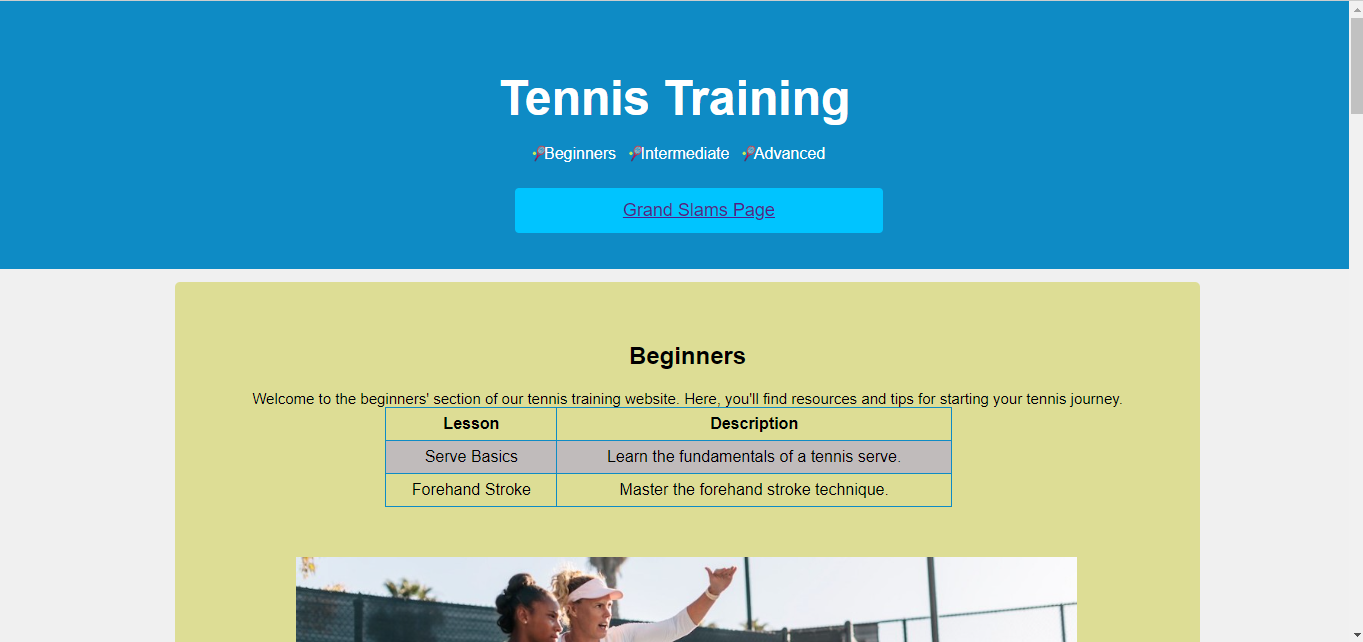 Tennis Training
Beginners Intermediate Advanced
Grand Slams Page
Beginners
Welcome to the beginners' section of our tennis training website. Here, you'll find resources and tips for starting your tennis journey.
Lesson Description
Serve Basics Learn the fundamentals of a tennis serve.
Forehand Stroke Master the forehand stroke technique.